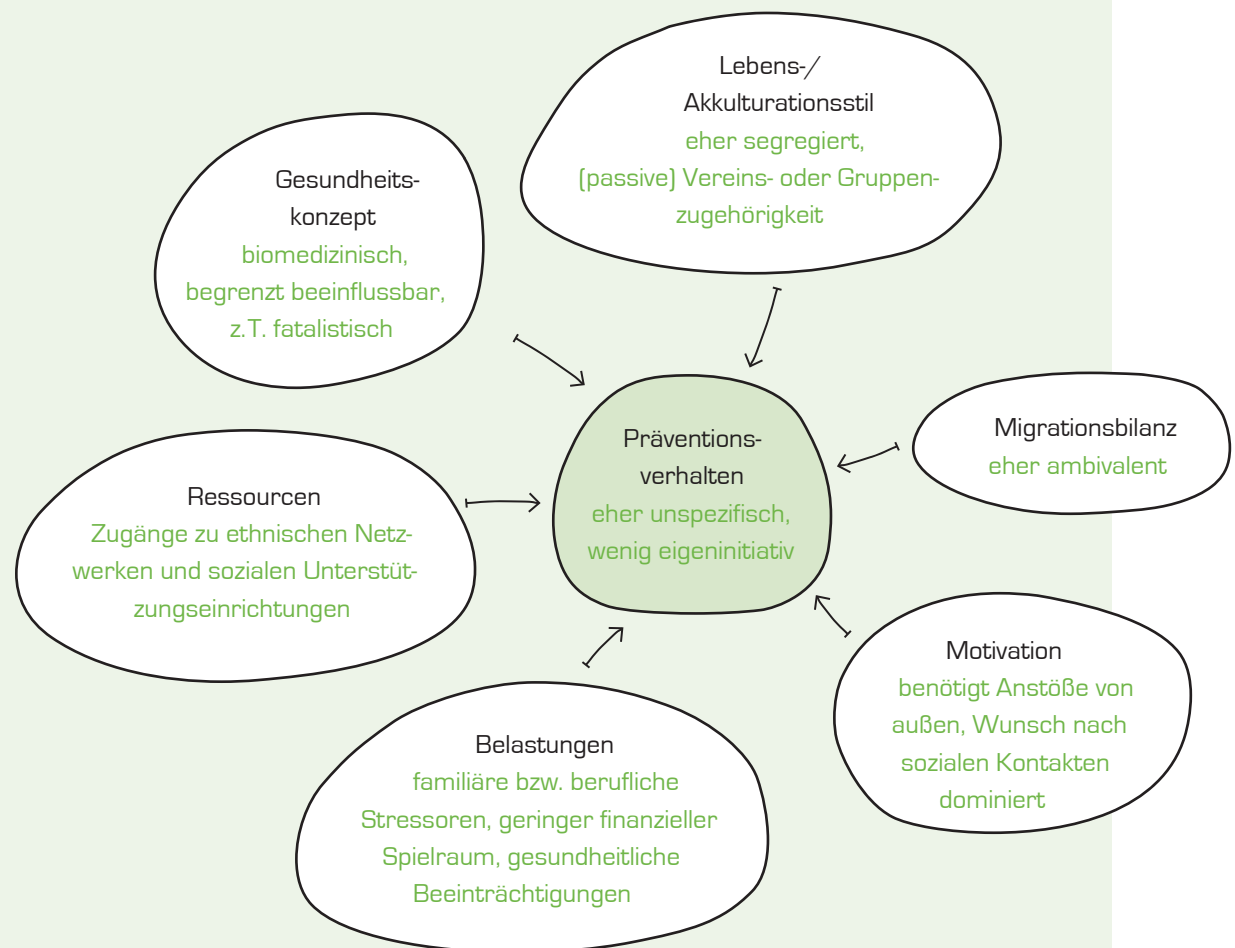 Lebens-/
Akkulturationsstil
eher segregiert,
(passive) Vereins- oder Gruppen-
zugehörigkeit
Gesundheits-
konzept
biomedizinisch,
begrenzt beeinflussbar,
z.T. fatalistisch
Präventions-
verhalten
eher unspezifisch,
wenig eigeninitiativ
Migrationsbilanz
eher ambivalent
Ressourcen
Zugänge zu ethnischen Netz-
werken und sozialen Unterstüt-
zungseinrichtungen
Motivation
benötigt Anstöße von
außen, Wunsch nach
sozialen Kontakten
dominiert
Belastungen
familiäre bzw. berufliche
Stressoren, geringer finanzieller
Spielraum, gesundheitliche
Beeinträchtigungen